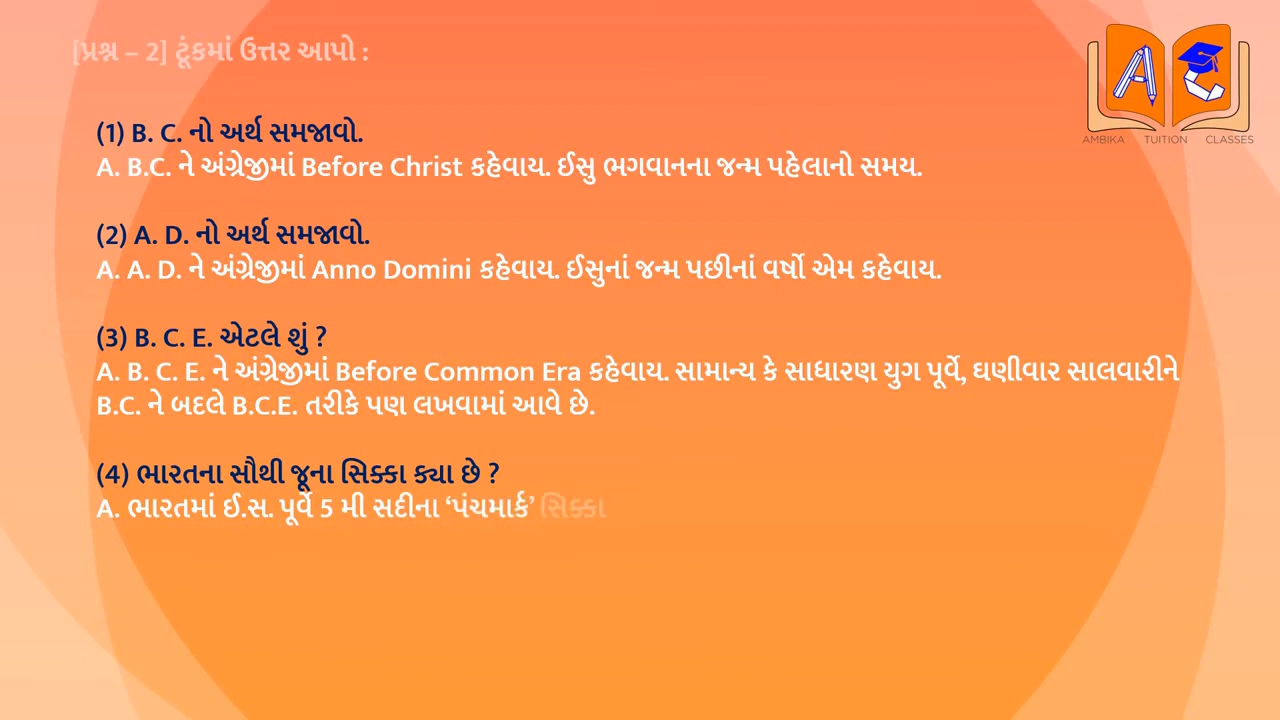 [પ્રશ્ન – 2] ટૂંકમાં ઉત્તર આપો :
AMBIKA TUITION CLASSES
(1) B. C. નો અર્થ સમજાવો.
A. B.C. ને અંગ્રેજીમાં Before Christ કહેવાય. ઈસુ ભગવાનના જન્મ પહેલાનો સમય.
(2) A. D. નો અર્થ સમજાવો.
A. A. D. ને અંગ્રેજીમાં Anno Domini કહેવાય. ઈસુનાં જન્મ પછીનાં વર્ષો એમ કહેવાય.
(3) B. C. E. એટલે શું ?
A. B. C. E. ને અંગ્રેજીમાં Before Common Era કહેવાય. સામાન્ય કે સાધારણ યુગ પૂર્વે, ઘણીવાર સાલવારીને
B.C. ને બદલે B.C.E. તરીકે પણ લખવામાં આવે છે.
(4) ભારતના સૌથી જૂના સિક્કા ક્યા છે ?
A. ભારતમાં ઈ.સ. પૂર્વે 5 મી સદીના ‘પંચમાર્ક’ સિક્કા